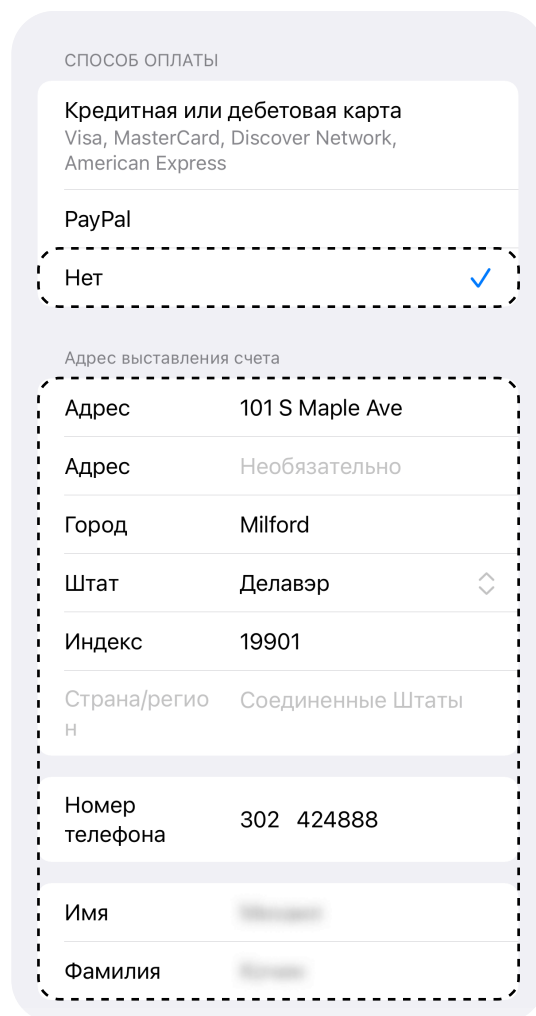 СПОСОБ ОПЛАТЫ
Кредитная или дебетовая карта
Visa, MasterCard, Discover Network,
American Express
PayPal
Нет
Адрес выставления счета
Адрес 101 S Maple Ave
Адрес Необязательно
Город Milford
Штат Делавэр
Индекс 19901
Страна/регио Соединенные Штаты
н
Номер
телефона 302 424888
Имя
Фамилия